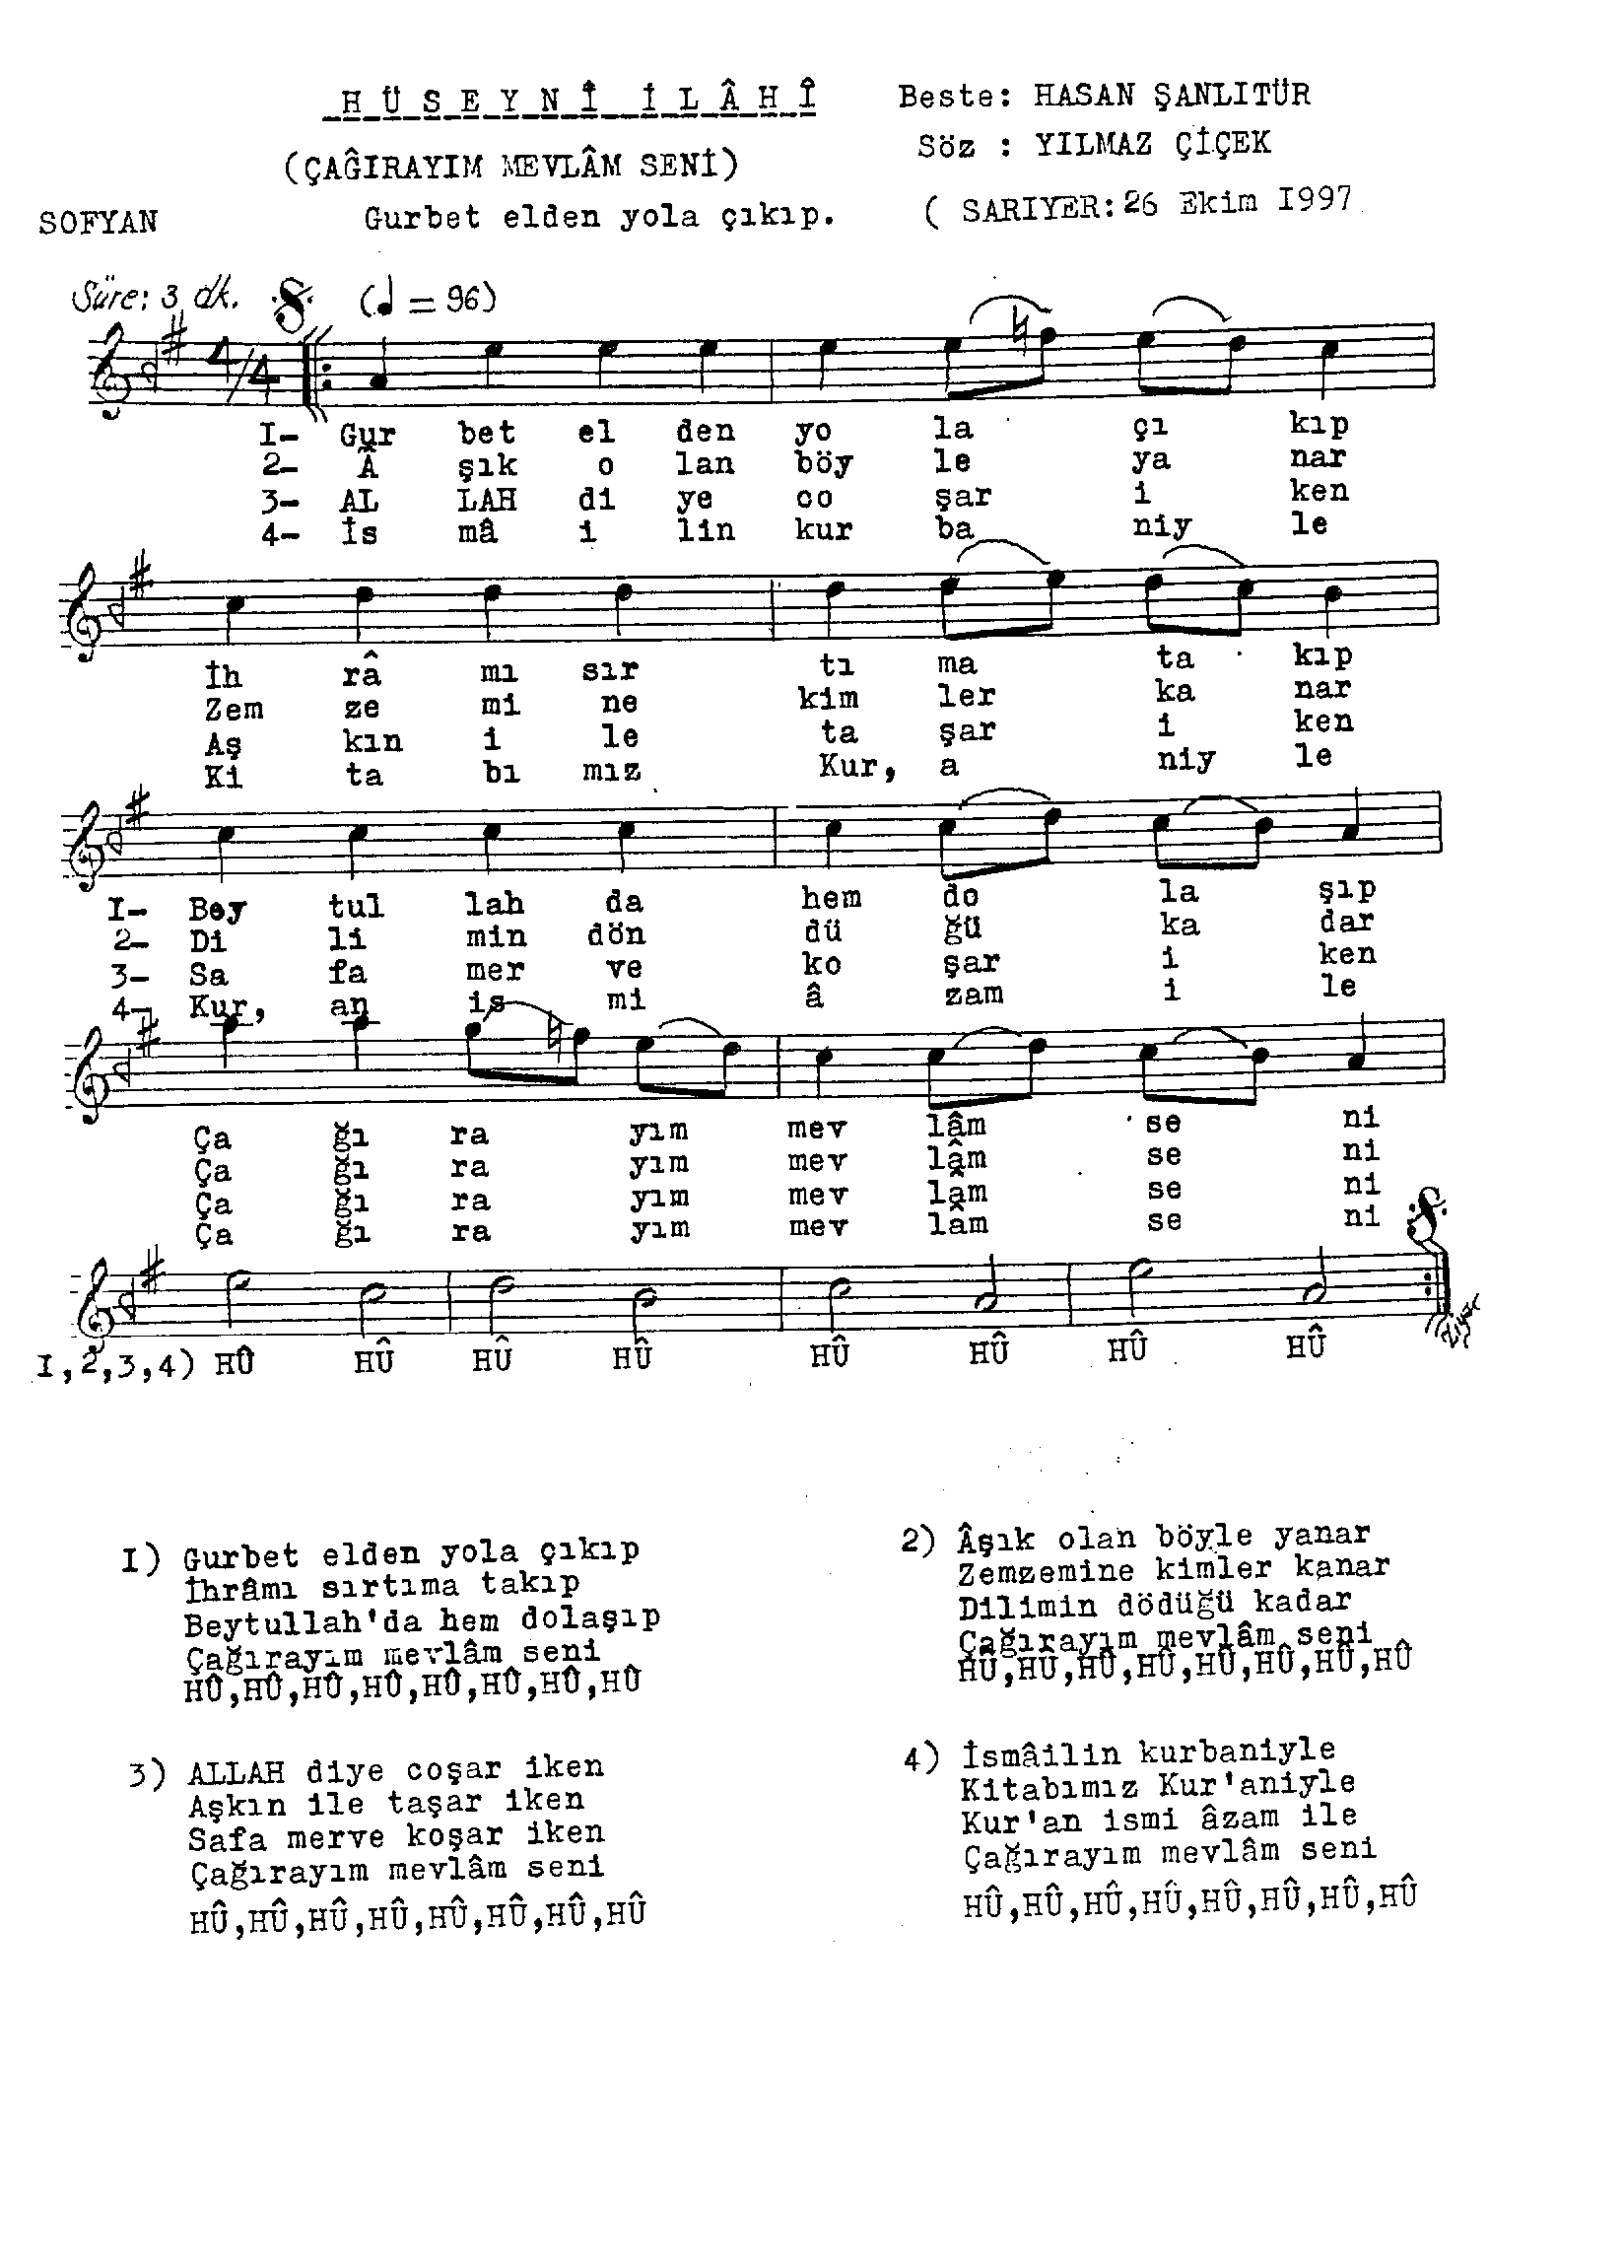 HÜSEYNÎ İLÂHÎ
Beste: HASAN ŞANLITÜR
(ÇAĞIRAYIM MEVLÂM SENİ)
Söz : YILMAZ ÇİÇEK
SOFYAN
Gurbet elden yola çıkıp.
( SARIYER:26 Ekim I997
Süre: 3 dk.
(♩ = 96)
4/4
I- Gur bet el den yo la çı kıp
2- Â şık o lan böy le ya nar
3- AL LAH di ye co şar i ken
4- İs mâ i lin kur ba niy le
İh râ mı sır tı ma ta kıp
Zem ze mi ne kim ler ka nar
Aş kın i le ta şar i ken
Ki ta bı mız Kur, a niy le
I- Bey tul lah da hem do la şıp
2- Di li min dön dü ğü ka dar
3- Sa fa mer ve ko şar i ken
4- Kur, an is mi â zam i le
Ça ğı ra yım mev lâm se ni
Ça ğı ra yım mev lâm se ni
Ça ğı ra yım mev lâm se ni
Ça ğı ra yım mev lâm se ni
I,2,3,4) HÛ HÛ HÛ HÛ HÛ HÛ HÛ HÛ
I) Gurbet elden yola çıkıp
İhrâmı sırtıma takıp
Beytullah'da hem dolaşıp
Çağırayım mevlâm seni
HÛ,HÛ,HÛ,HÛ,HÛ,HÛ,HÛ,HÛ
2) Âşık olan böyle yanar
Zemzemine kimler kanar
Dilimin dödüğü kadar
Çağırayım mevlâm seni
HÛ,HÛ,HÛ,HÛ,HÛ,HÛ,HÛ,HÛ
3) ALLAH diye coşar iken
Aşkın ile taşar iken
Safa merve koşar iken
Çağırayım mevlâm seni
HÛ,HÛ,HÛ,HÛ,HÛ,HÛ,HÛ,HÛ
4) İsmâilin kurbaniyle
Kitabımız Kur'aniyle
Kur'an ismi âzam ile
Çağırayım mevlâm seni
HÛ,HÛ,HÛ,HÛ,HÛ,HÛ,HÛ,HÛ